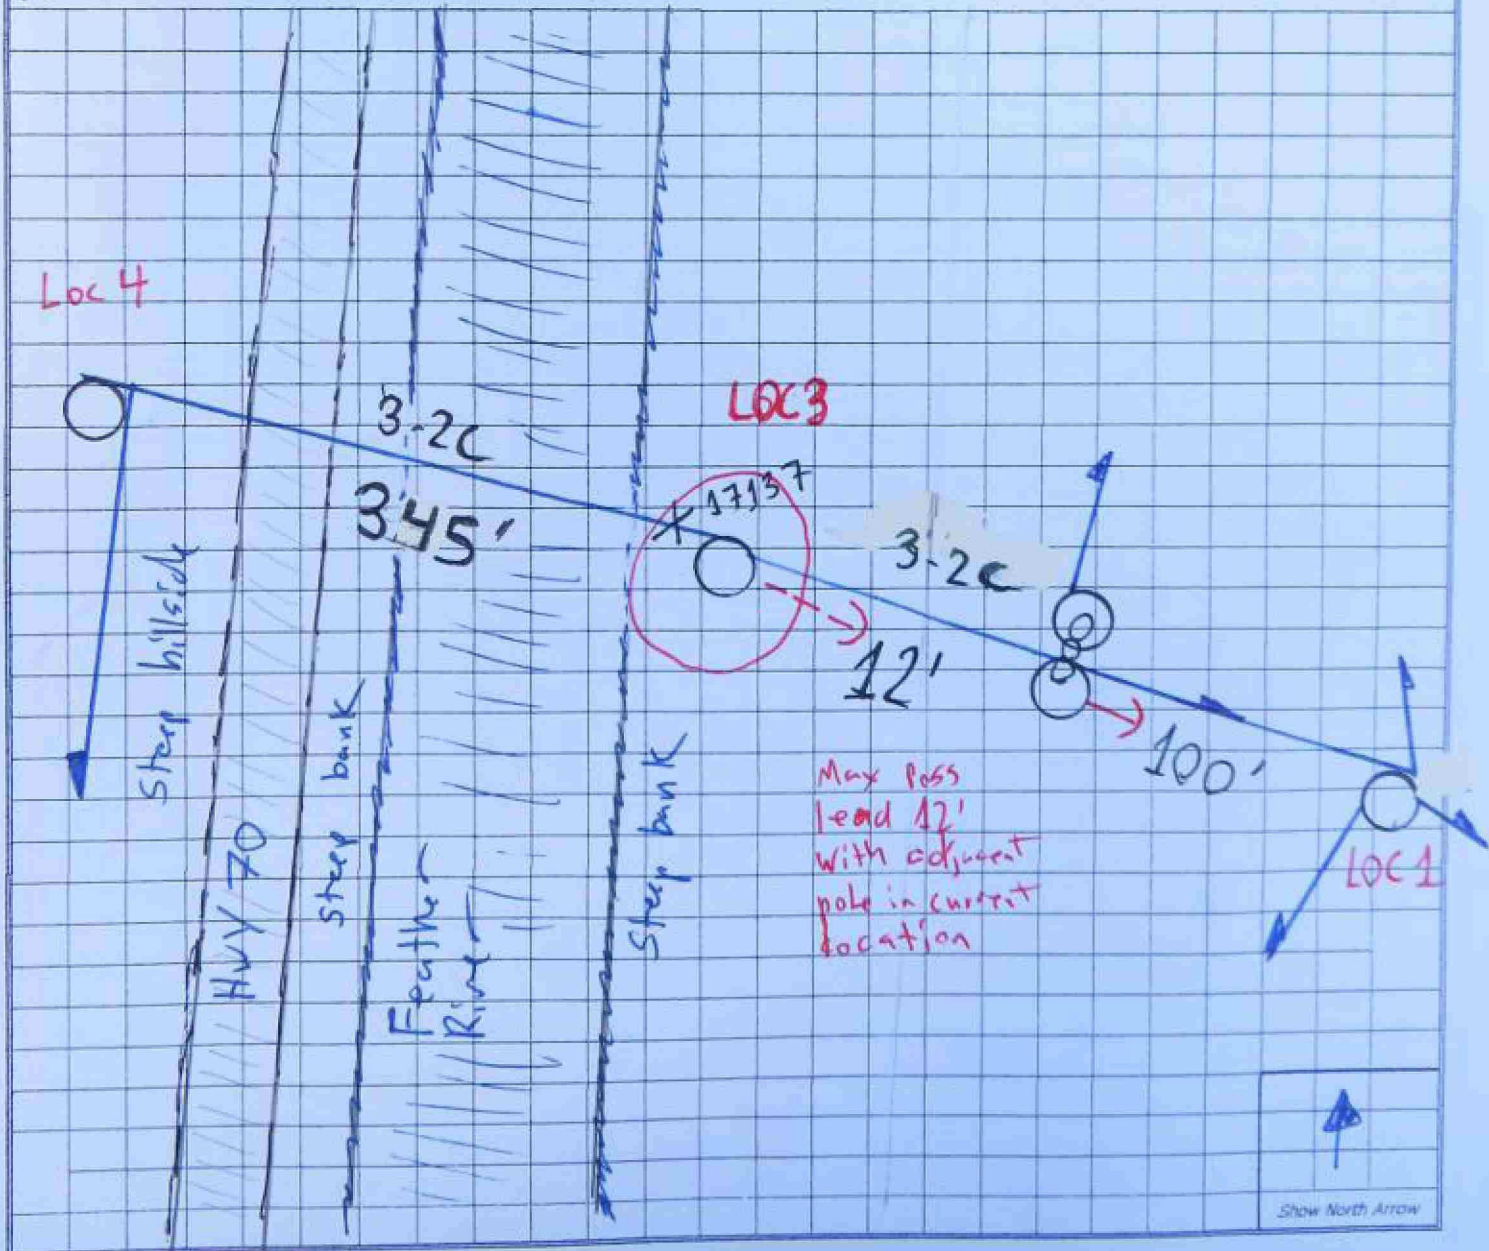 Loc 4
3-2C
345'
LOC3
17137
3-2C
12'
100'
LOC 1
Max Poss
lead 12'
with adjacent
pole in current
location
Steep hillside
Hwy 70
Steep bank
Feather
River
Steep bank
Show North Arrow